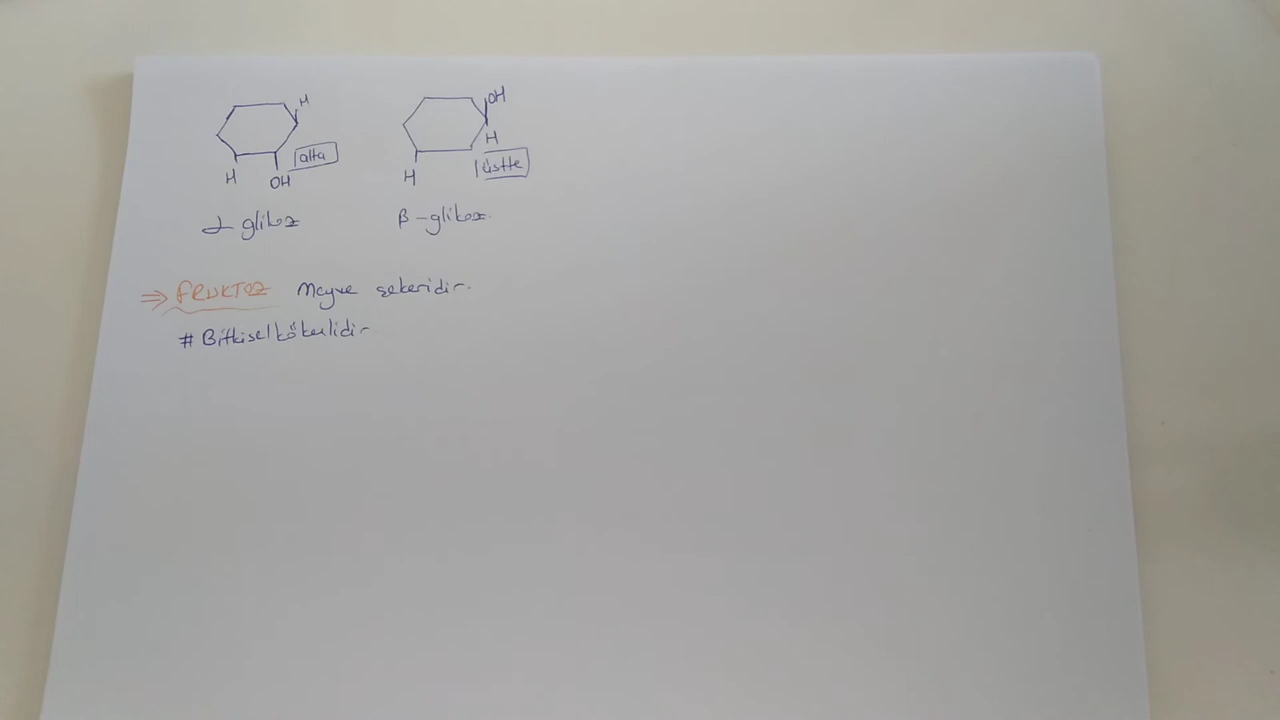 H OH
alta H
H OH üstte
H
α glikoz β-glikoz
⇒ FRUKTOZ Meyve şekeridir.
# Bitkisel kökenlidir